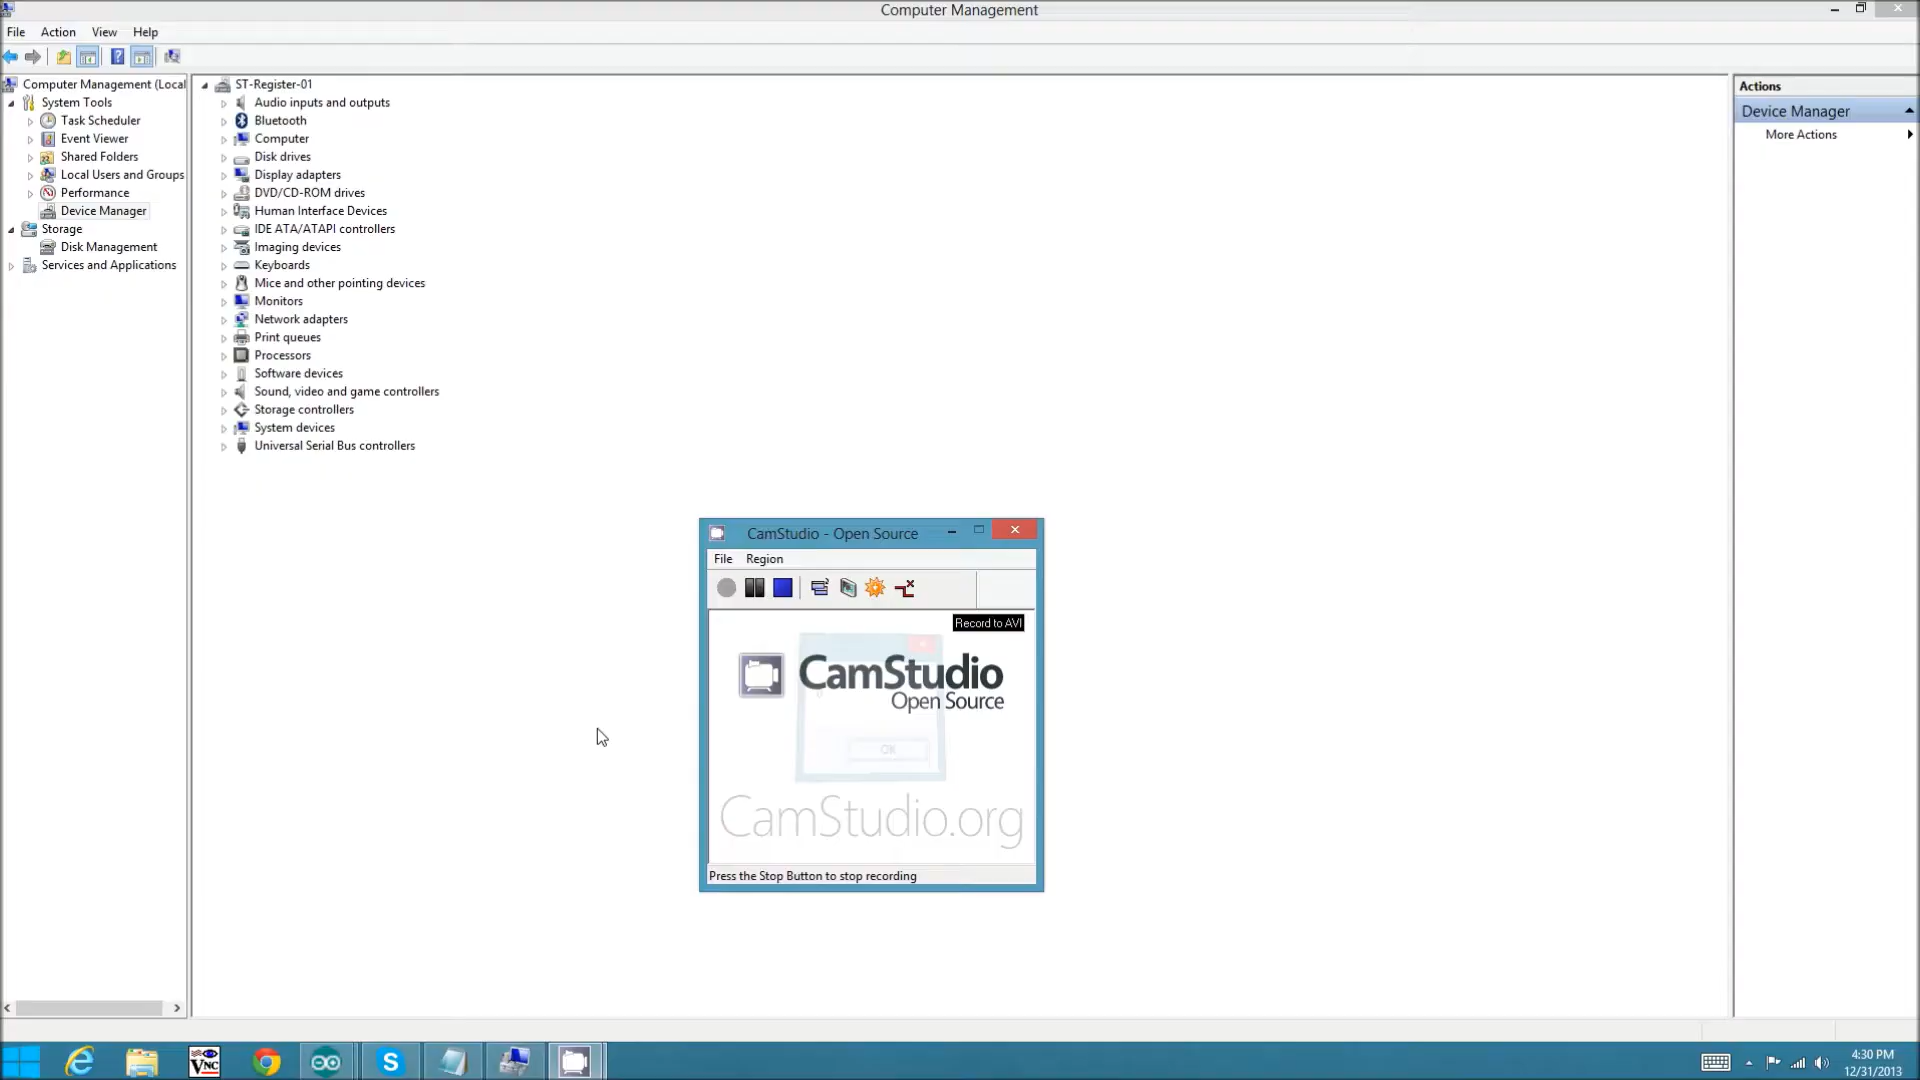 Computer Management
File Action View Help
Computer Management (Local
System Tools
Task Scheduler
Event Viewer
Shared Folders
Local Users and Groups
Performance
Device Manager
Storage
Disk Management
Services and Applications
ST-Register-01
Audio inputs and outputs
Bluetooth
Computer
Disk drives
Display adapters
DVD/CD-ROM drives
Human Interface Devices
IDE ATA/ATAPI controllers
Imaging devices
Keyboards
Mice and other pointing devices
Monitors
Network adapters
Print queues
Processors
Software devices
Sound, video and game controllers
Storage controllers
System devices
Universal Serial Bus controllers
Actions
Device Manager
More Actions
CamStudio - Open Source
File Region
Record to AVI
CamStudio
Open Source
OK
CamStudio.org
Press the Stop Button to stop recording
VNC
4:30 PM
12/31/2013